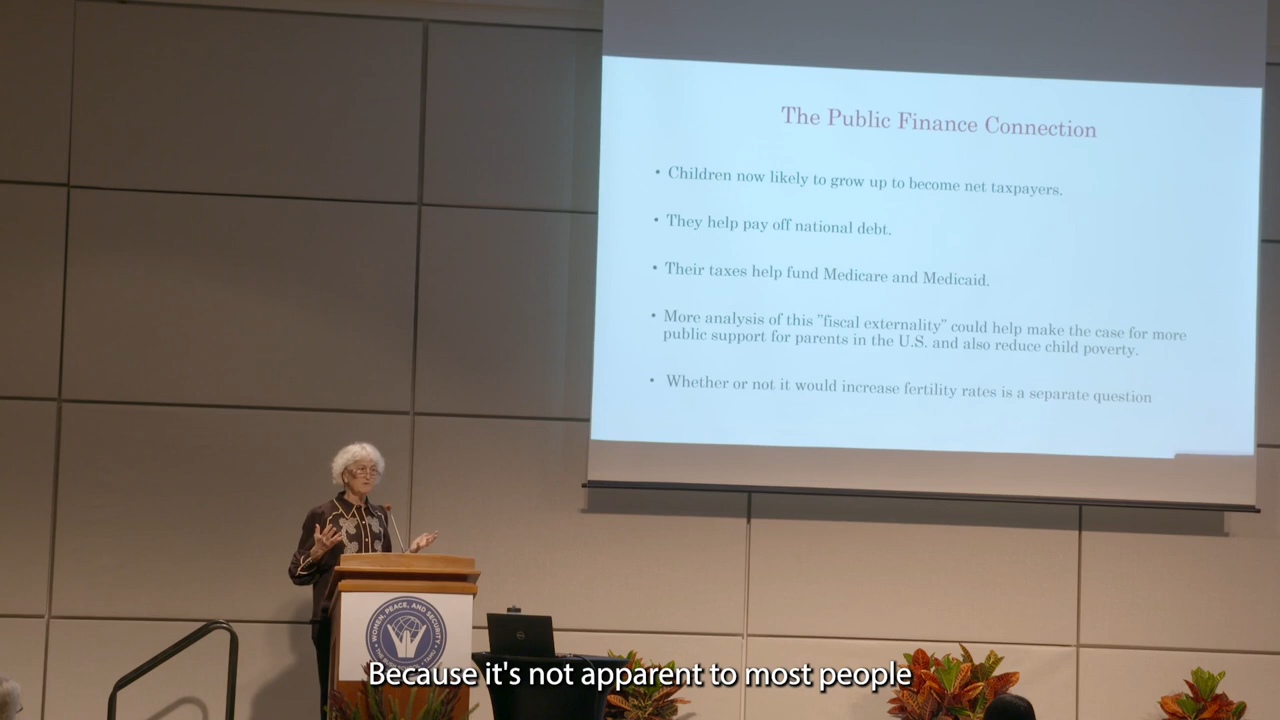 The Public Finance Connection
• Children now likely to grow up to become net taxpayers.
• They help pay off national debt.
• Their taxes help fund Medicare and Medicaid.
• More analysis of this "fiscal externality" could help make the case for more
public support for parents in the U.S. and also reduce child poverty.
• Whether or not it would increase fertility rates is a separate question
WOMEN, PEACE, AND SECURITY
Because it's not apparent to most people